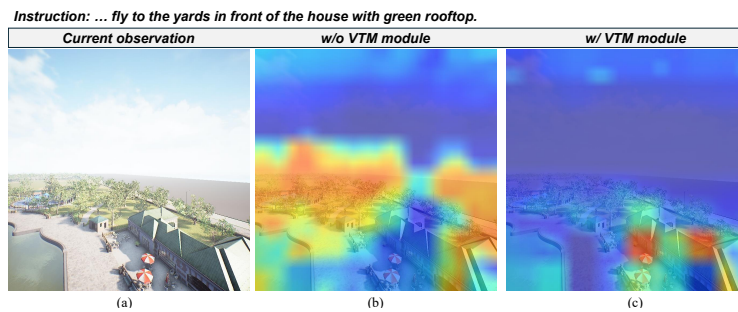 Instruction: ... fly to the yards in front of the house with green rooftop.
Current observation w/o VTM module w/ VTM module
(a) (b) (c)